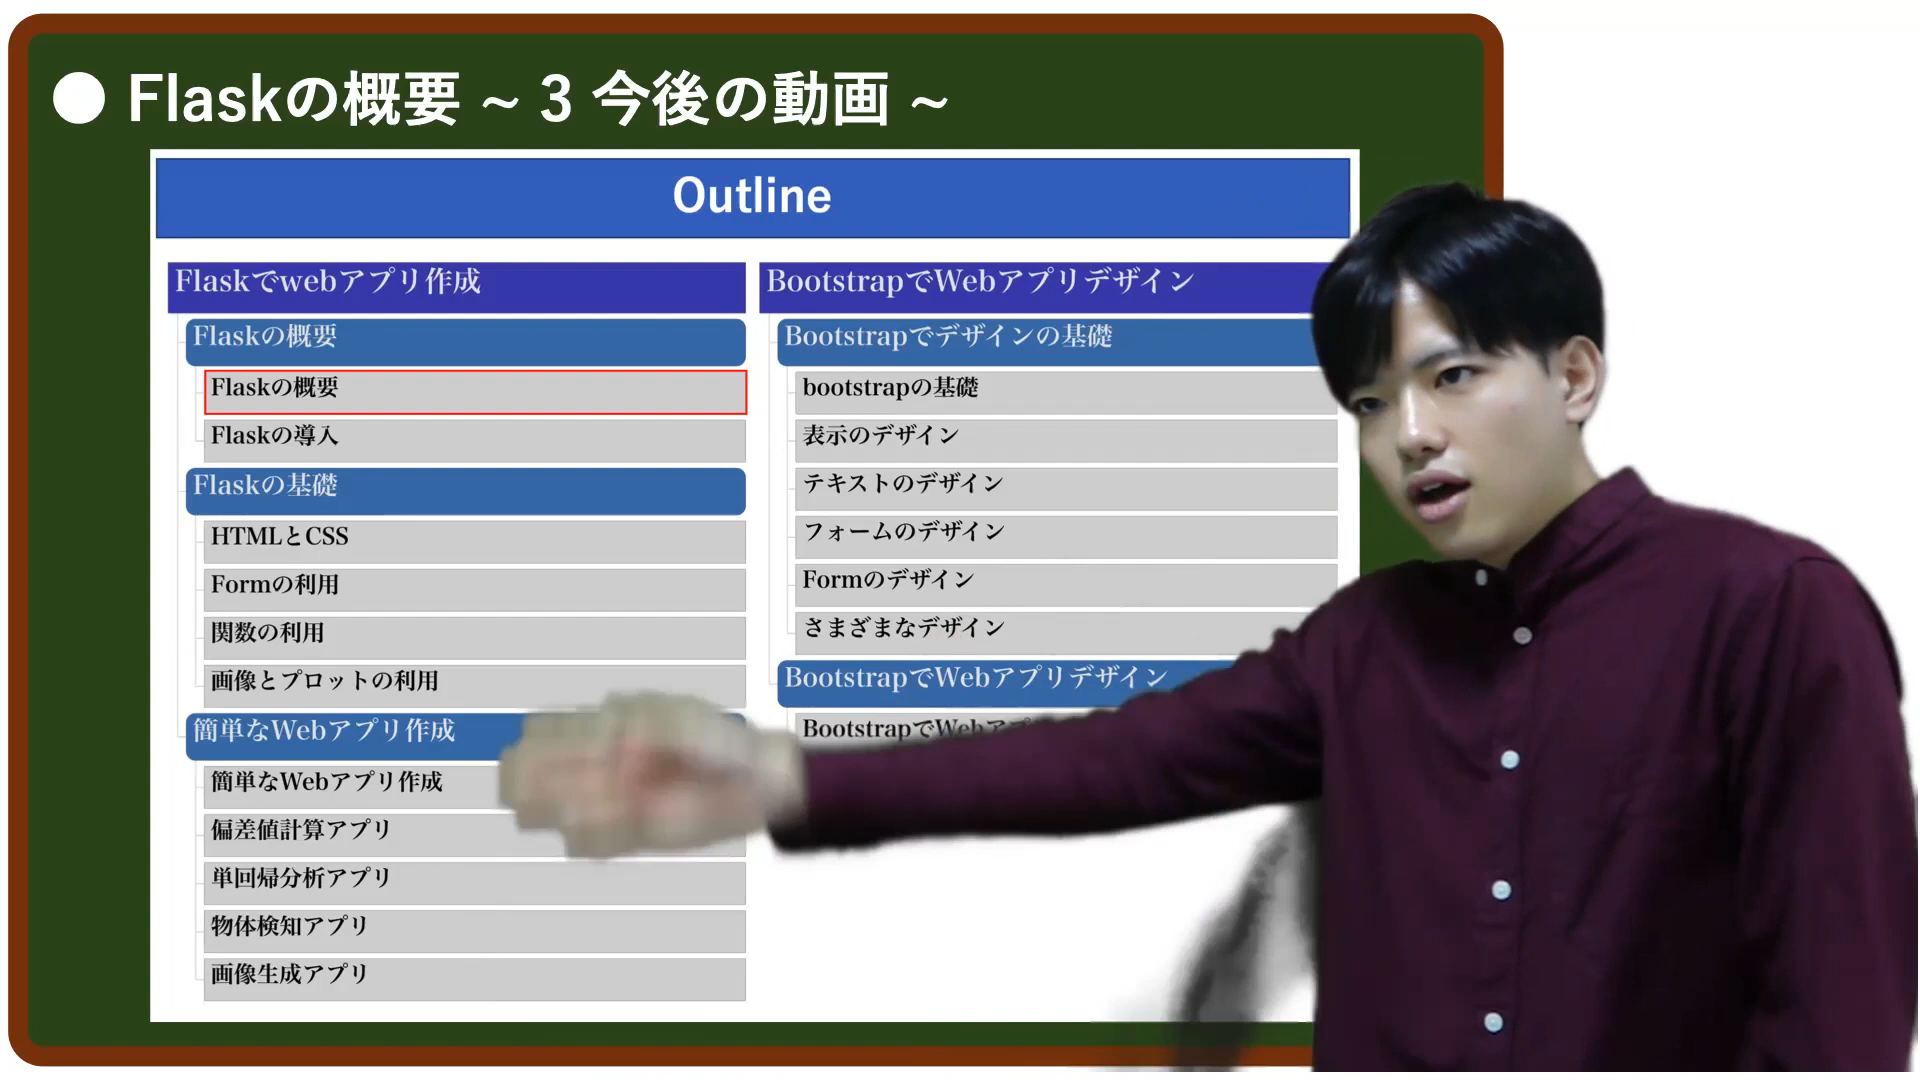 ● Flaskの概要 ~ 3 今後の動画 ~
Outline
Flaskでwebアプリ作成
Flaskの概要
Flaskの概要
Flaskの導入
Flaskの基礎
HTMLとCSS
Formの利用
関数の利用
画像とプロットの利用
簡単なWebアプリ作成
簡単なWebアプリ作成
偏差値計算アプリ
単回帰分析アプリ
物体検知アプリ
画像生成アプリ
BootstrapでWebアプリデザイン
Bootstrapでデザインの基礎
bootstrapの基礎
表示のデザイン
テキストのデザイン
フォームのデザイン
Formのデザイン
さまざまなデザイン
BootstrapでWebアプリデザイン
BootstrapでWeb